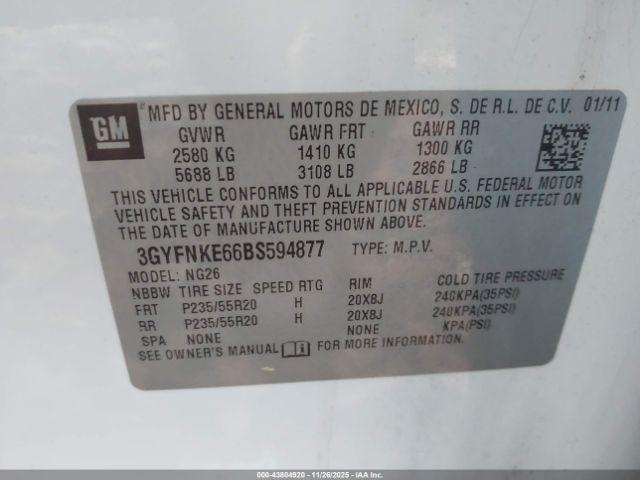 GM MFD BY GENERAL MOTORS DE MEXICO, S. DE R.L. DE C.V. 01/11
GVWR GAWR FRT GAWR RR
2580 KG 1410 KG 1300 KG
5688 LB 3108 LB 2866 LB
THIS VEHICLE CONFORMS TO ALL APPLICABLE U.S. FEDERAL MOTOR
VEHICLE SAFETY AND THEFT PREVENTION STANDARDS IN EFFECT ON
THE DATE OF MANUFACTURE SHOWN ABOVE.
3GYFNKE66BS594877 TYPE: M.P.V.
MODEL: NG26
NBBW TIRE SIZE SPEED RTG RIM COLD TIRE PRESSURE
FRT P235/55R20 H 20X8J 240KPA(35PSI)
RR P235/55R20 H 20X8J 240KPA(35PSI)
SPA NONE NONE KPA(PSI)
SEE OWNER'S MANUAL FOR MORE INFORMATION.
000-43804920 - 11/26/2025 - IAAI.CA